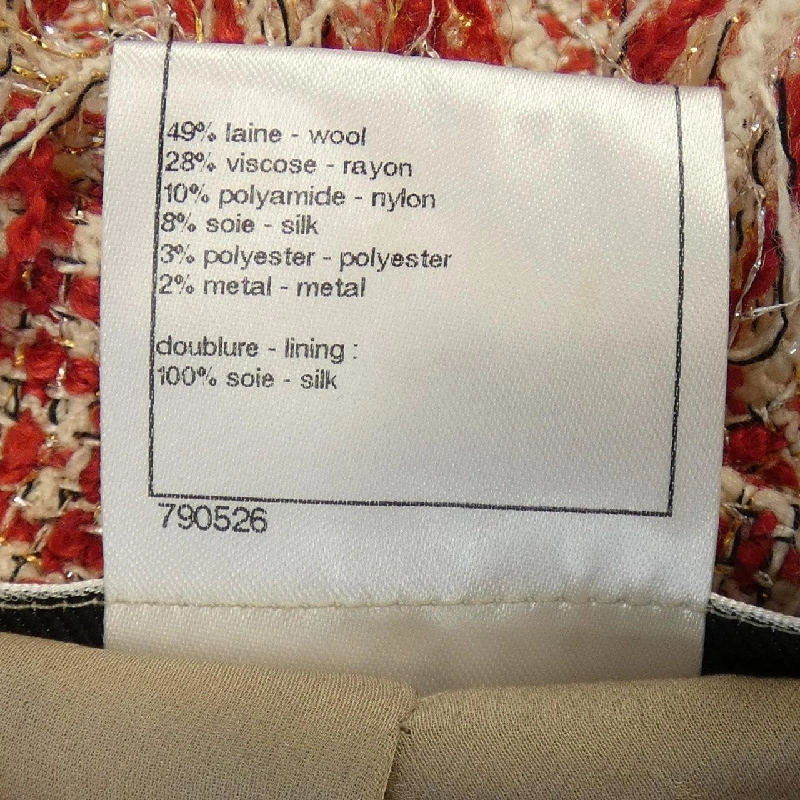 49% laine - wool
28% viscose - rayon
10% polyamide - nylon
8% soie - silk
3% polyester - polyester
2% metal - metal
doublure - lining :
100% soie - silk
790526